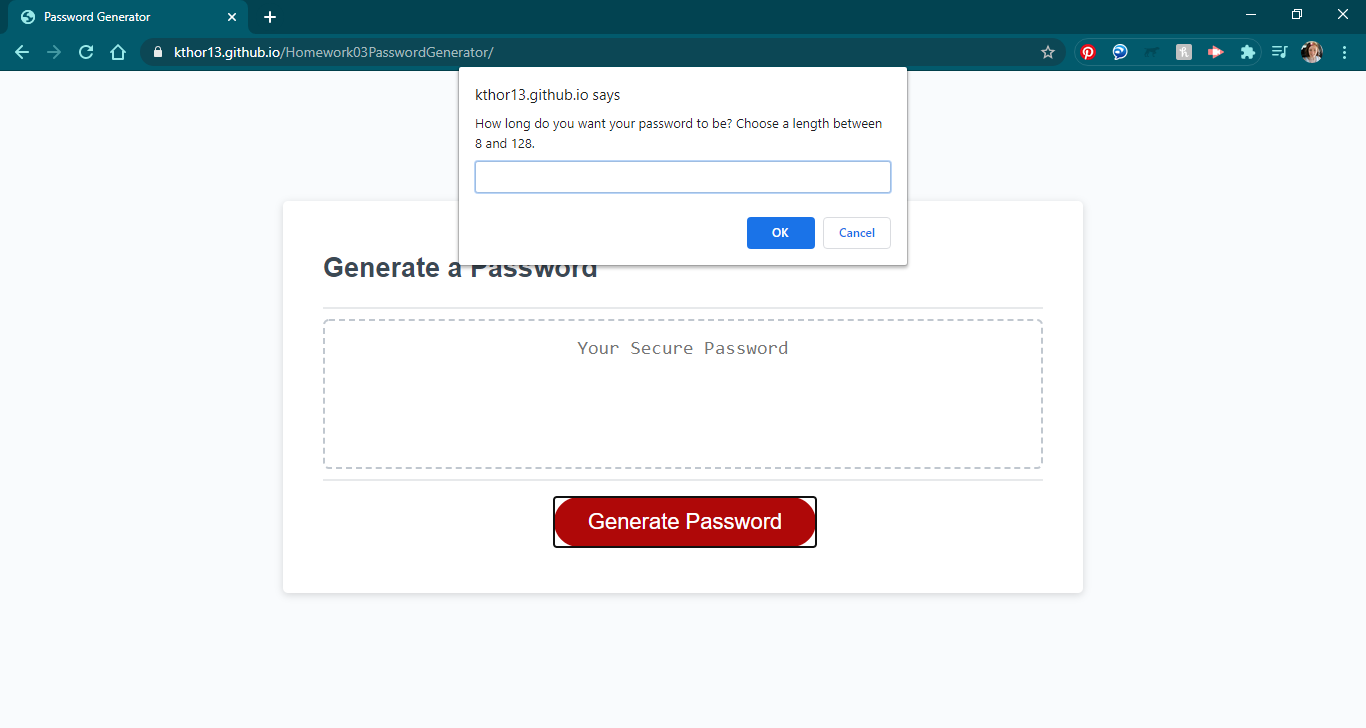 Password Generator
kthor13.github.io/Homework03PasswordGenerator/
kthor13.github.io says
How long do you want your password to be? Choose a length between
8 and 128.
OK
Cancel
Generate a Password
Your Secure Password
Generate Password